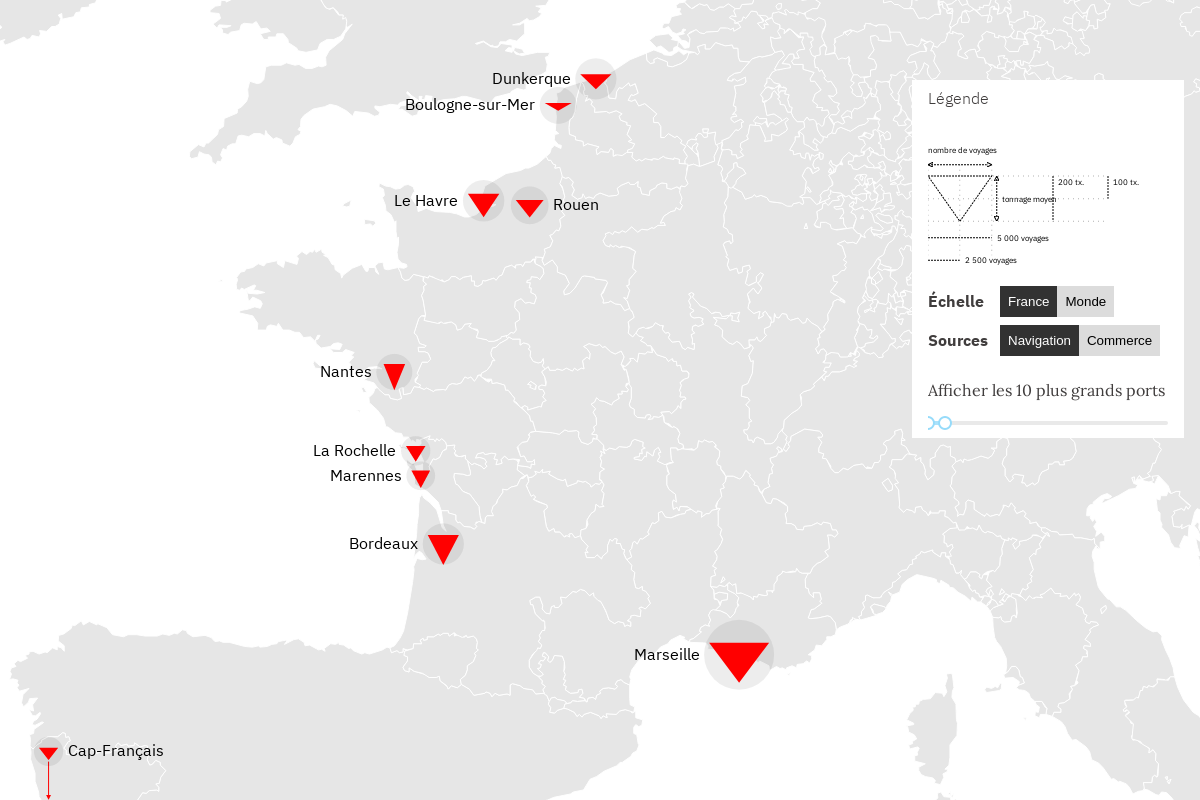 Dunkerque
Boulogne-sur-Mer
Le Havre
Rouen
Nantes
La Rochelle
Marennes
Bordeaux
Marseille
Cap-Français
Légende
nombre de voyages
200 tx.
100 tx.
tonnage moyen
5 000 voyages
2 500 voyages
Échelle
France
Monde
Sources
Navigation
Commerce
Afficher les 10 plus grands ports